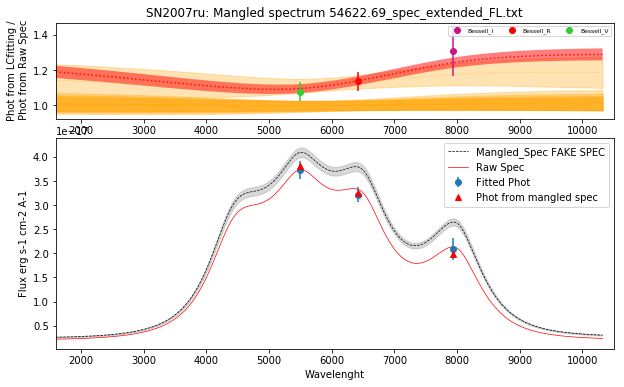 SN2007ru: Mangled spectrum 54622.69_spec_extended_FL.txt
Phot from LCfitting /
Phot from Raw Spec
1.4
1.2
1.0
Bessell_I
Bessell_R
Bessell_V
2000 3000 4000 5000 6000 7000 8000 9000 10000
Flux erg s-1 cm-2 A-1
4.0
3.5
3.0
2.5
2.0
1.5
1.0
0.5
Mangled_Spec FAKE SPEC
Raw Spec
Fitted Phot
Phot from mangled spec
2000 3000 4000 5000 6000 7000 8000 9000 10000
Wavelenght